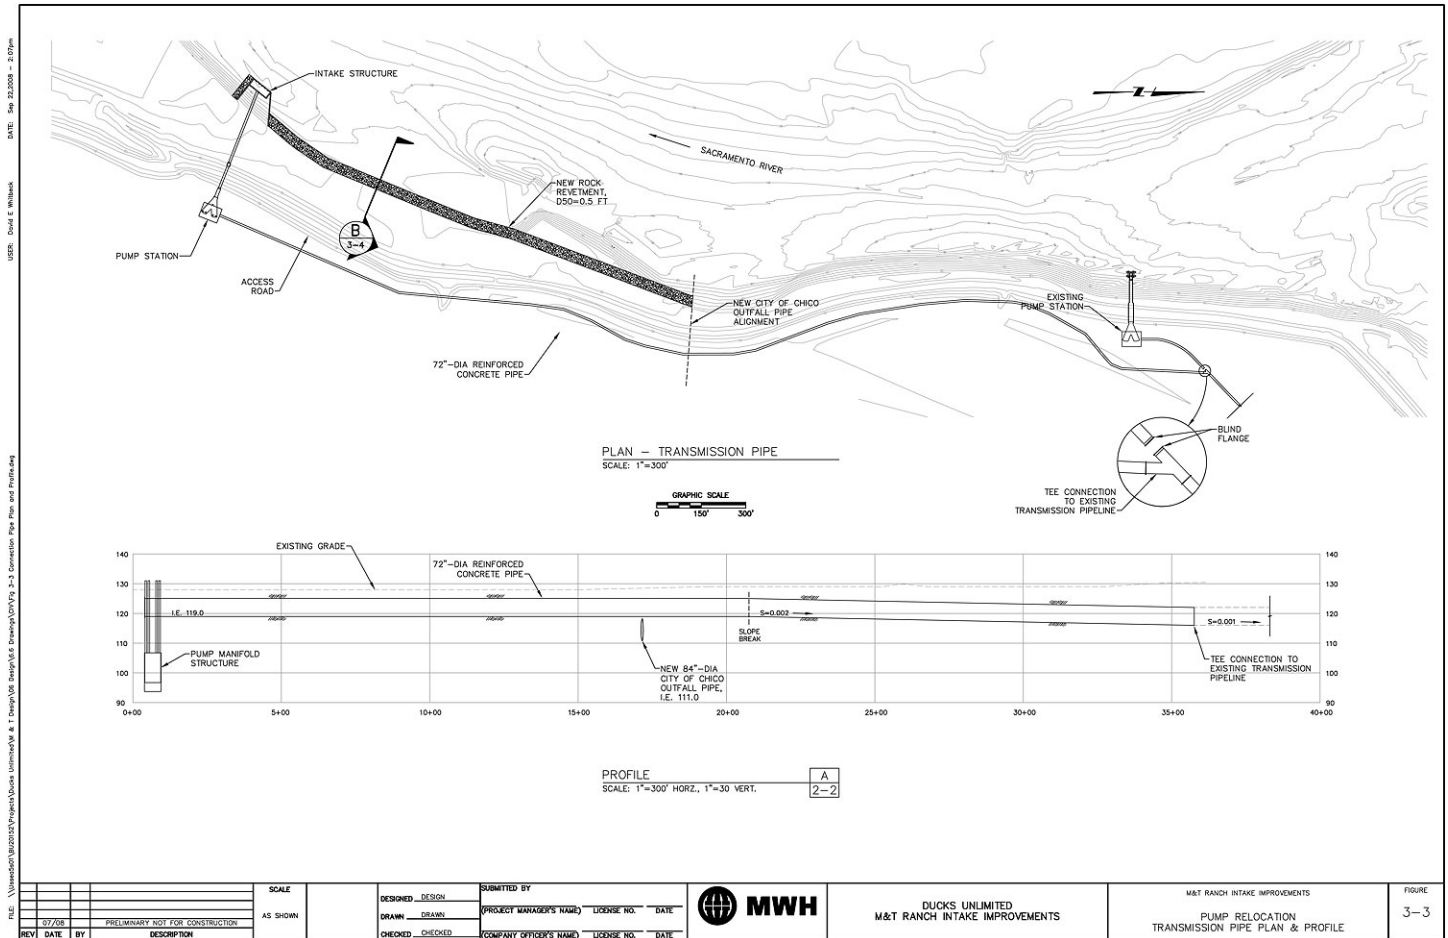 DATE: Sep 22,2008 - 2:07pm
USER: David E Whitbeck
INTAKE STRUCTURE
Z
SACRAMENTO RIVER
NEW ROCK
REVETMENT,
D50=0.5 FT
B
3-4
PUMP STATION
ACCESS
ROAD
NEW CITY OF CHICO
OUTFALL PIPE
ALIGNMENT
EXISTING
PUMP STATION
72"-DIA REINFORCED
CONCRETE PIPE
BLIND
FLANGE
TEE CONNECTION
TO EXISTING
TRANSMISSION PIPELINE
PLAN - TRANSMISSION PIPE
SCALE: 1"=300'
GRAPHIC SCALE
0 150' 300'
EXISTING GRADE
72"-DIA REINFORCED
CONCRETE PIPE
140 140
130 130
120 120
110 110
100 100
90 90
I.E. 119.0
S=0.002
S=0.001
SLOPE
BREAK
PUMP MANIFOLD
STRUCTURE
NEW 84"-DIA
CITY OF CHICO
OUTFALL PIPE,
I.E. 111.0
TEE CONNECTION TO
EXISTING TRANSMISSION
PIPELINE
0+00 5+00 10+00 15+00 20+00 25+00 30+00 35+00 40+00
PROFILE
SCALE: 1"=300' HORZ., 1"=30 VERT.
A
2-2
07/08 PRELIMINARY NOT FOR CONSTRUCTION
REV DATE BY DESCRIPTION
SCALE
AS SHOWN
DESIGNED DESIGN
DRAWN DRAWN
CHECKED CHECKED
SUBMITTED BY
(PROJECT MANAGER'S NAME) LICENSE NO. DATE
(COMPANY OFFICER'S NAME) LICENSE NO. DATE
MWH
DUCKS UNLIMITED
M&T RANCH INTAKE IMPROVEMENTS
M&T RANCH INTAKE IMPROVEMENTS
PUMP RELOCATION
TRANSMISSION PIPE PLAN & PROFILE
FIGURE
3-3